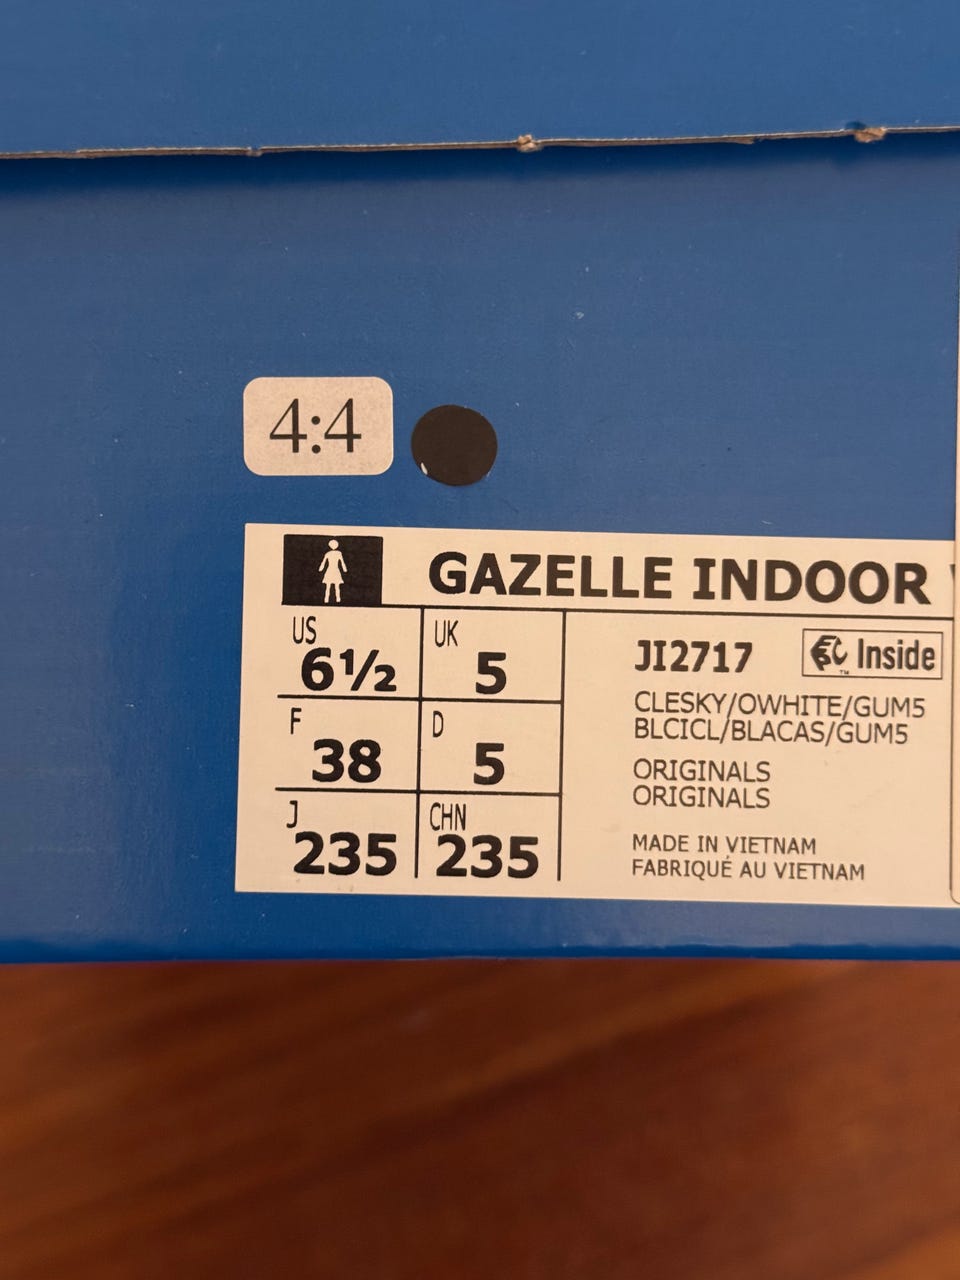 4:4
GAZELLE INDOOR
US 6½ UK 5
F 38 D 5
J 235 CHN 235
JI2717 Inside
CLESKY/OWHITE/GUM5
BLCICL/BLACAS/GUM5
ORIGINALS
ORIGINALS
MADE IN VIETNAM
FABRIQUÉ AU VIETNAM